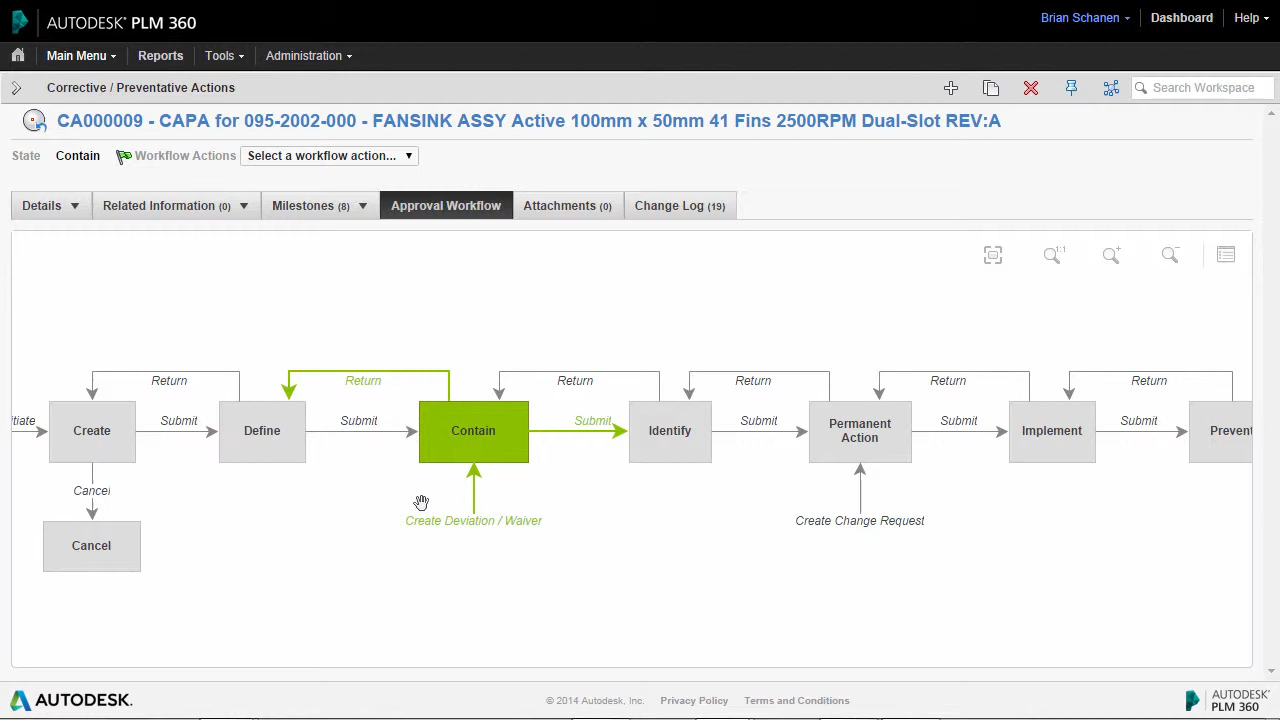 AUTODESK® PLM 360
Brian Schanen Dashboard Help
Main Menu Reports Tools Administration
Corrective / Preventative Actions
Search Workspace
CA000009 - CAPA for 095-2002-000 - FANSINK ASSY Active 100mm x 50mm 41 Fins 2500RPM Dual-Slot REV:A
State Contain Workflow Actions Select a workflow action...
Details Related Information (0) Milestones (8) Approval Workflow Attachments (0) Change Log (19)
1:1
Return Return Return Return Return Return
Create Submit Define Submit Contain Submit Identify Submit Permanent Action Submit Implement Submit
Cancel
Create Deviation / Waiver
Create Change Request
Cancel
AUTODESK.
© 2014 Autodesk, Inc. Privacy Policy Terms and Conditions
AUTODESK®
PLM 360